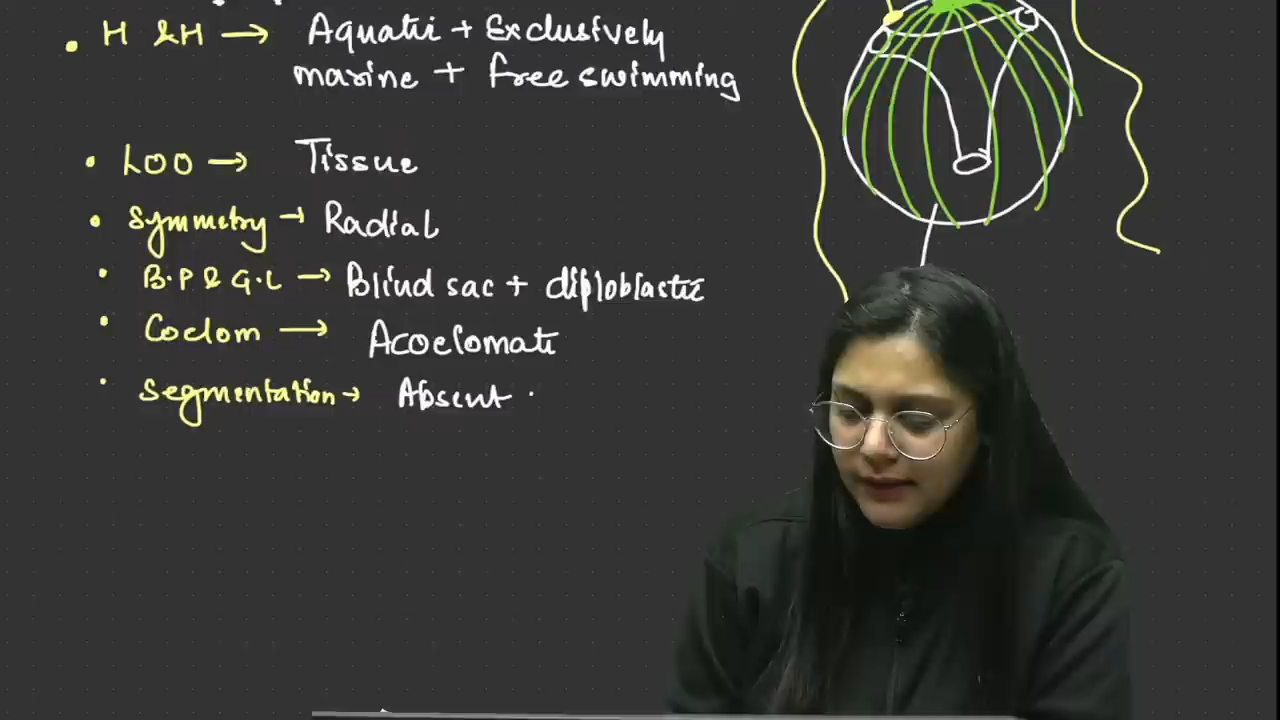 • H &H → Aquatic + Exclusively
marine + free swimming
• LOO → Tissue
• Symmetry → Radial
• B.P & G.L → Blind sac + diploblastic
• Coelom → Acoelomate
• Segmentation → Absent .